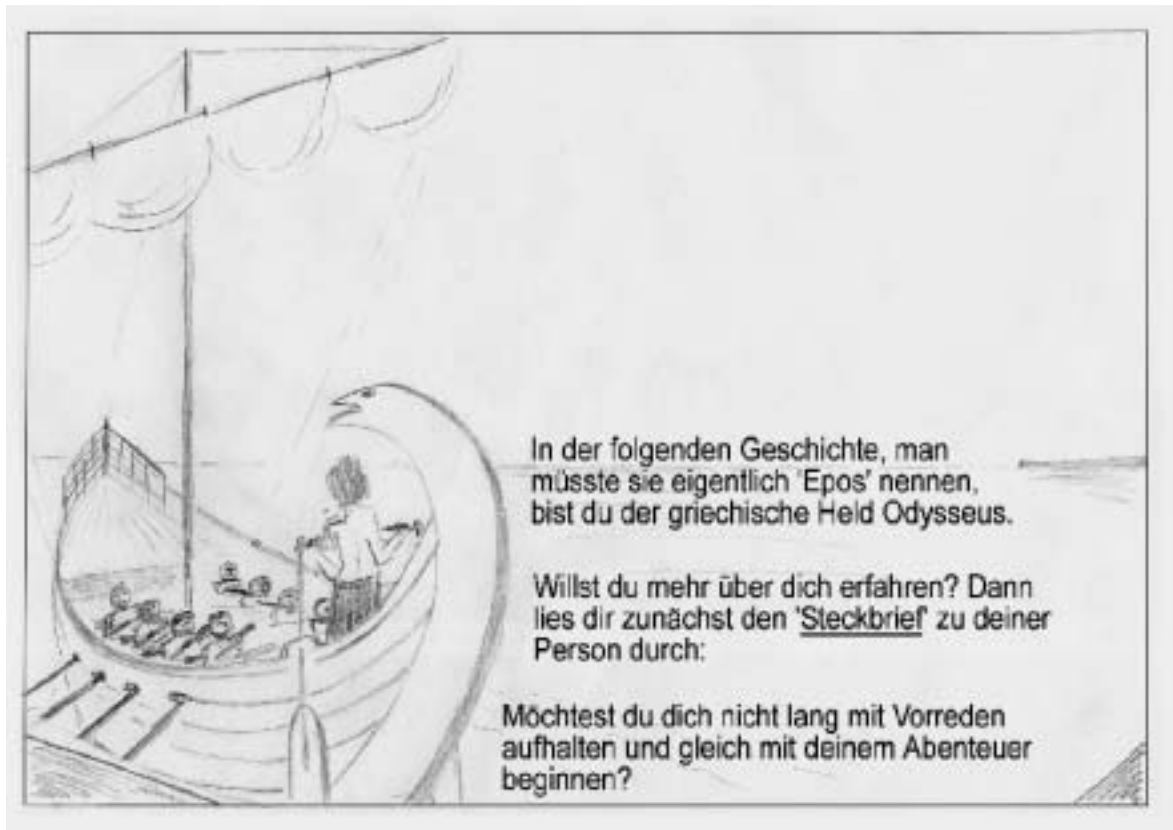 In der folgenden Geschichte, man
müsste sie eigentlich 'Epos' nennen,
bist du der griechische Held Odysseus.
Willst du mehr über dich erfahren? Dann
lies dir zunächst den 'Steckbrief' zu deiner
Person durch:
Möchtest du dich nicht lang mit Vorreden
aufhalten und gleich mit deinem Abenteuer
beginnen?